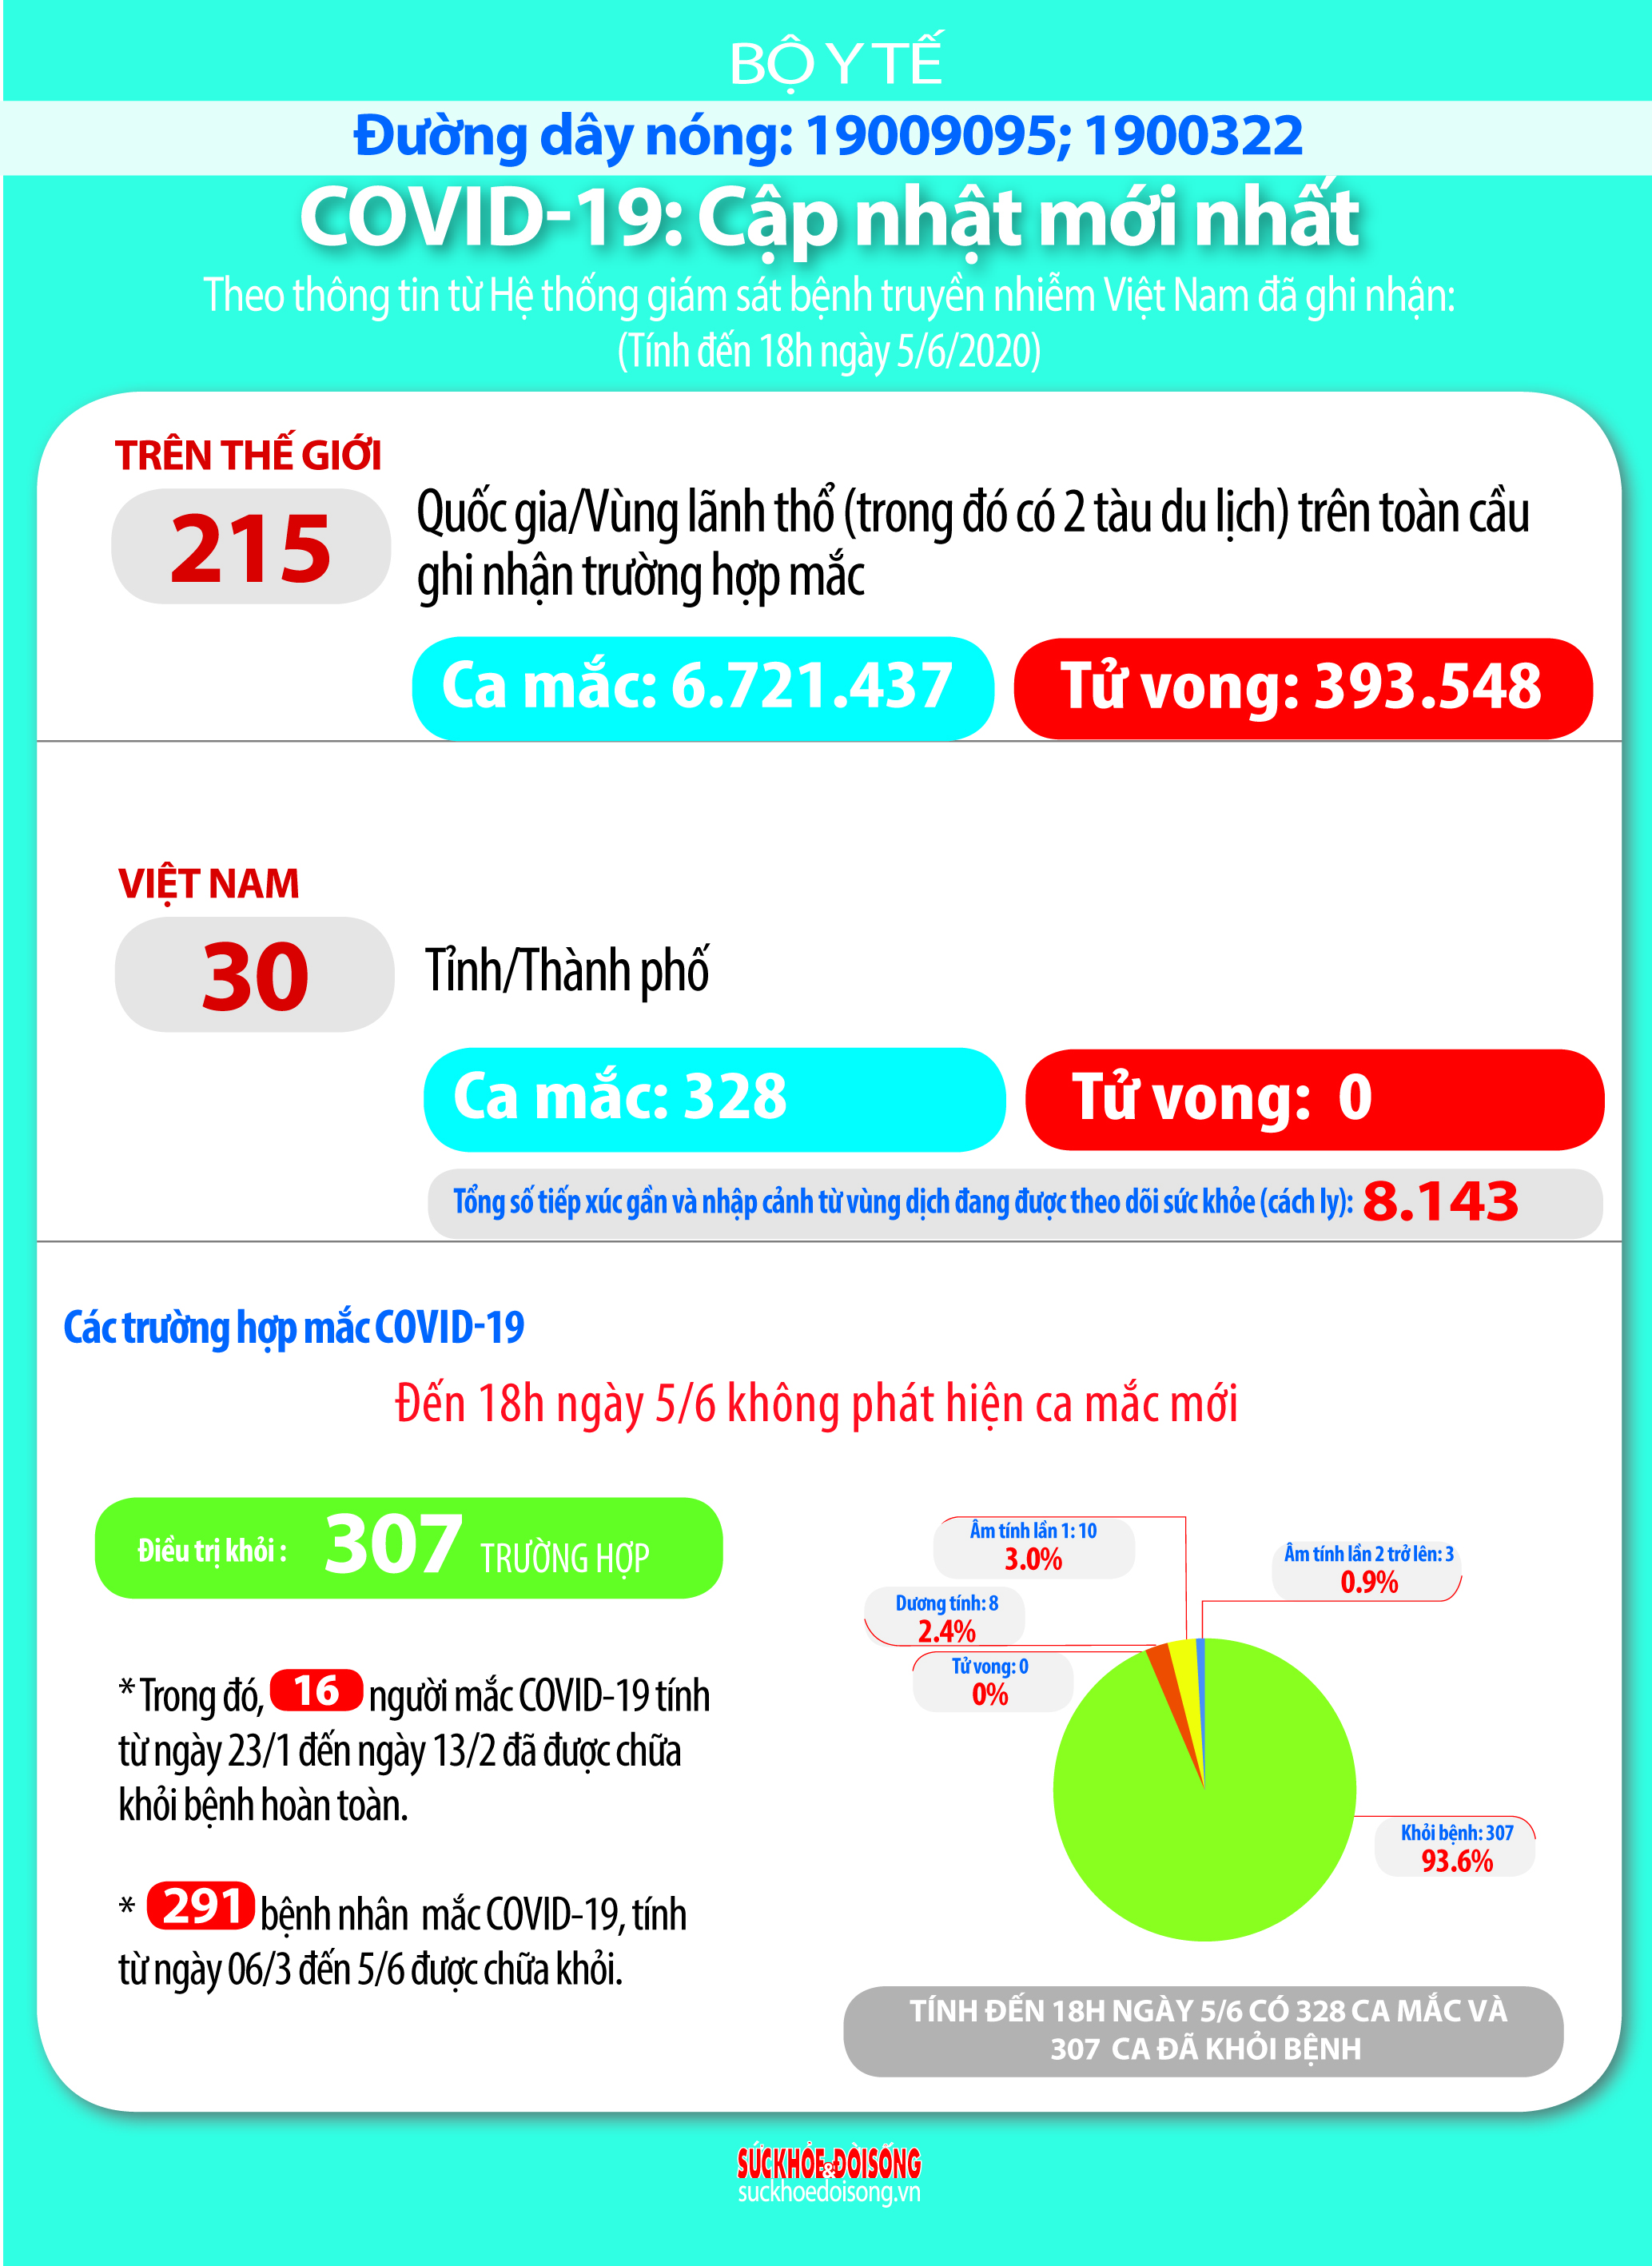 BỘ Y TẾ
Đường dây nóng: 19009095; 1900322
COVID-19: Cập nhật mới nhất
Theo thông tin từ Hệ thống giám sát bệnh truyền nhiễm Việt Nam đã ghi nhận:
(Tính đến 18h ngày 5/6/2020)
TRÊN THẾ GIỚI
215
Quốc gia/Vùng lãnh thổ (trong đó có 2 tàu du lịch) trên toàn cầu
ghi nhận trường hợp mắc
Ca mắc: 6.721.437
Tử vong: 393.548
VIỆT NAM
30
Tỉnh/Thành phố
Ca mắc: 328
Tử vong: 0
Tổng số tiếp xúc gần và nhập cảnh từ vùng dịch đang được theo dõi sức khỏe (cách ly): 8.143
Các trường hợp mắc COVID-19
Đến 18h ngày 5/6 không phát hiện ca mắc mới
Điều trị khỏi : 307 TRƯỜNG HỢP
* Trong đó, 16 người mắc COVID-19 tính
từ ngày 23/1 đến ngày 13/2 đã được chữa
khỏi bệnh hoàn toàn.
* 291 bệnh nhân mắc COVID-19, tính
từ ngày 06/3 đến 5/6 được chữa khỏi.
Âm tính lần 1: 10
3.0%
Âm tính lần 2 trở lên: 3
0.9%
Dương tính: 8
2.4%
Tử vong: 0
0%
Khỏi bệnh: 307
93.6%
TÍNH ĐẾN 18H NGÀY 5/6 CÓ 328 CA MẮC VÀ
307 CA ĐÃ KHỎI BỆNH
SỨCKHỎE&ĐỜISỐNG
suckhoedoisong.vn